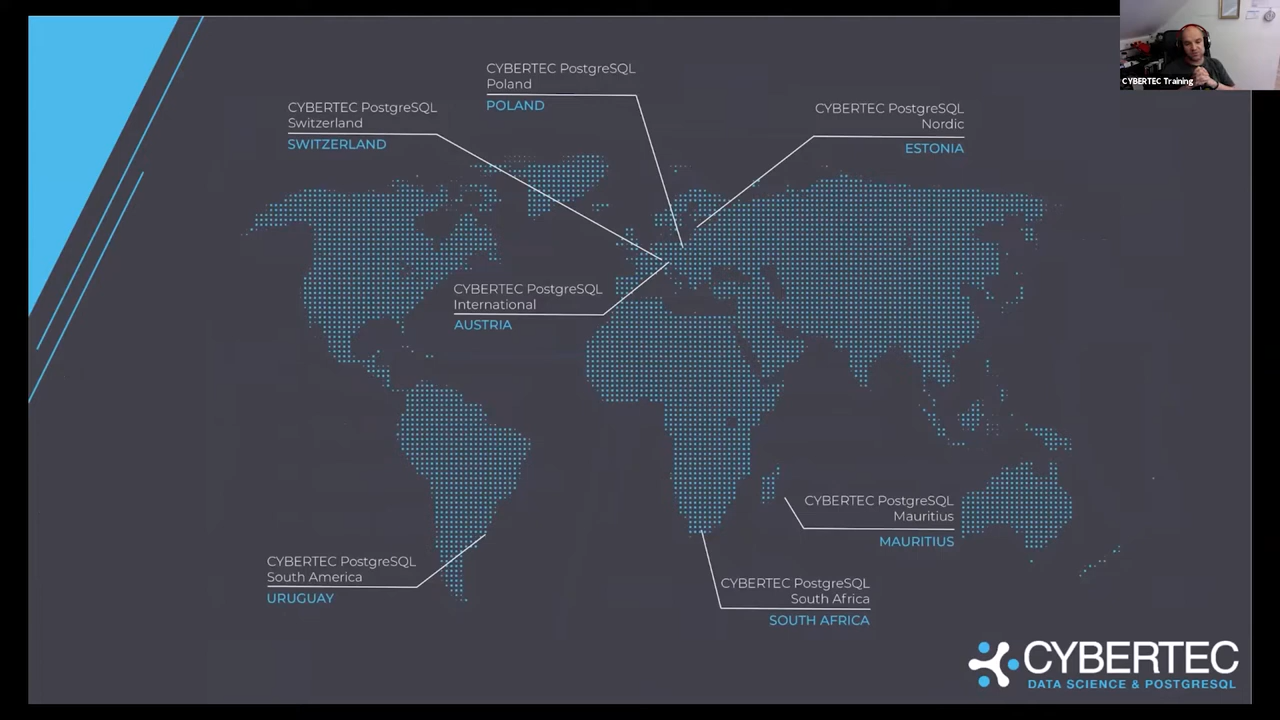 CYBERTEC Training
CYBERTEC PostgreSQL
Poland
POLAND
CYBERTEC PostgreSQL
Switzerland
SWITZERLAND
CYBERTEC PostgreSQL
Nordic
ESTONIA
CYBERTEC PostgreSQL
International
AUSTRIA
CYBERTEC PostgreSQL
Mauritius
MAURITIUS
CYBERTEC PostgreSQL
South America
URUGUAY
CYBERTEC PostgreSQL
South Africa
SOUTH AFRICA
CYBERTEC
DATA SCIENCE & POSTGRESQL